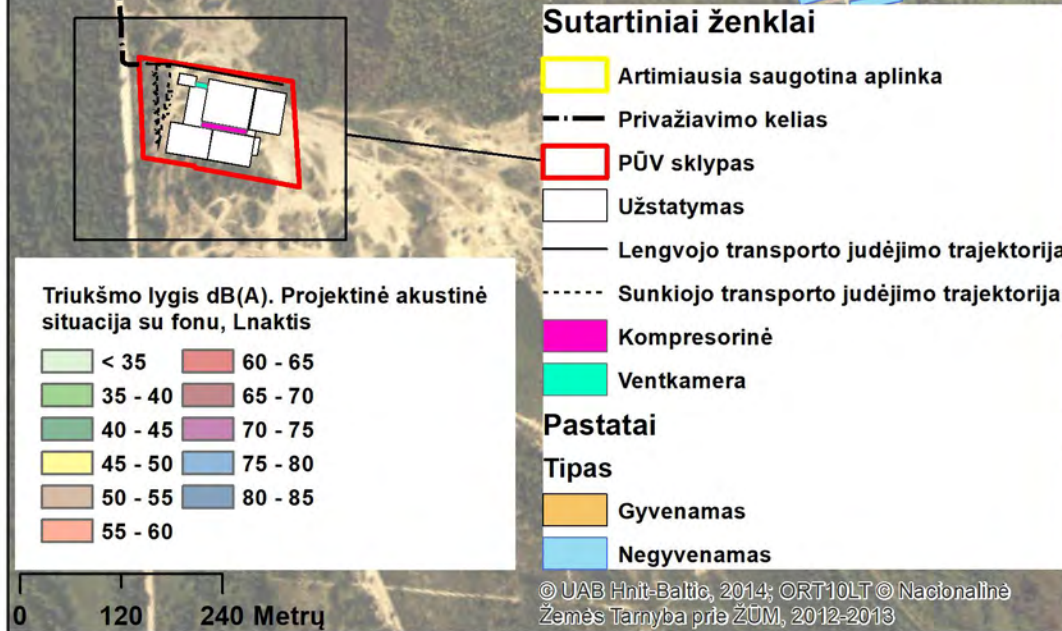 Sutartiniai ženklai
Artimiausia saugotina aplinka
Privažiavimo kelias
PŪV sklypas
Užstatymas
Lengvojo transporto judėjimo trajektorija
Sunkiojo transporto judėjimo trajektorija
Kompresorinė
Ventkamera
Pastatai
Tipas
Gyvenamas
Negyvenamas
Triukšmo lygis dB(A). Projektinė akustinė
situacija su fonu, Lnaktis
< 35
35 - 40
40 - 45
45 - 50
50 - 55
55 - 60
60 - 65
65 - 70
70 - 75
75 - 80
80 - 85
0 120 240 Metrų
© UAB Hnit-Baltic, 2014; ORT10LT © Nacionalinė
Žemės Tarnyba prie ŽŪM, 2012-2013